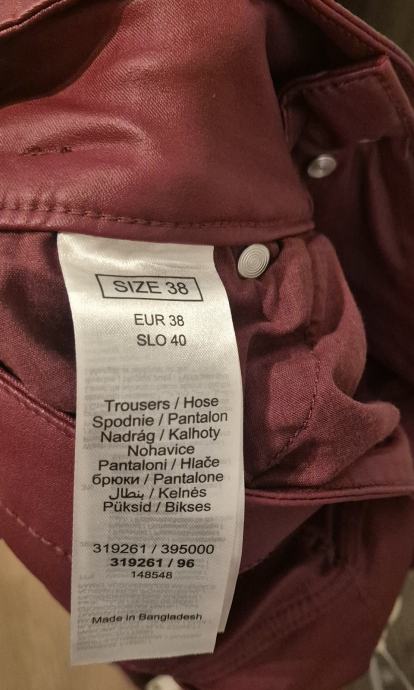 SIZE 38
EUR 38
SLO 40
Trousers / Hose
Spodnie / Pantalon
Nadrág / Kalhoty
Nohavice
Pantaloni / Hlače
брюки / Pantalone
بنطال / Kelnės
Püksid / Bikses
319261 / 395000
319261 / 96
148548
Made in Bangladesh